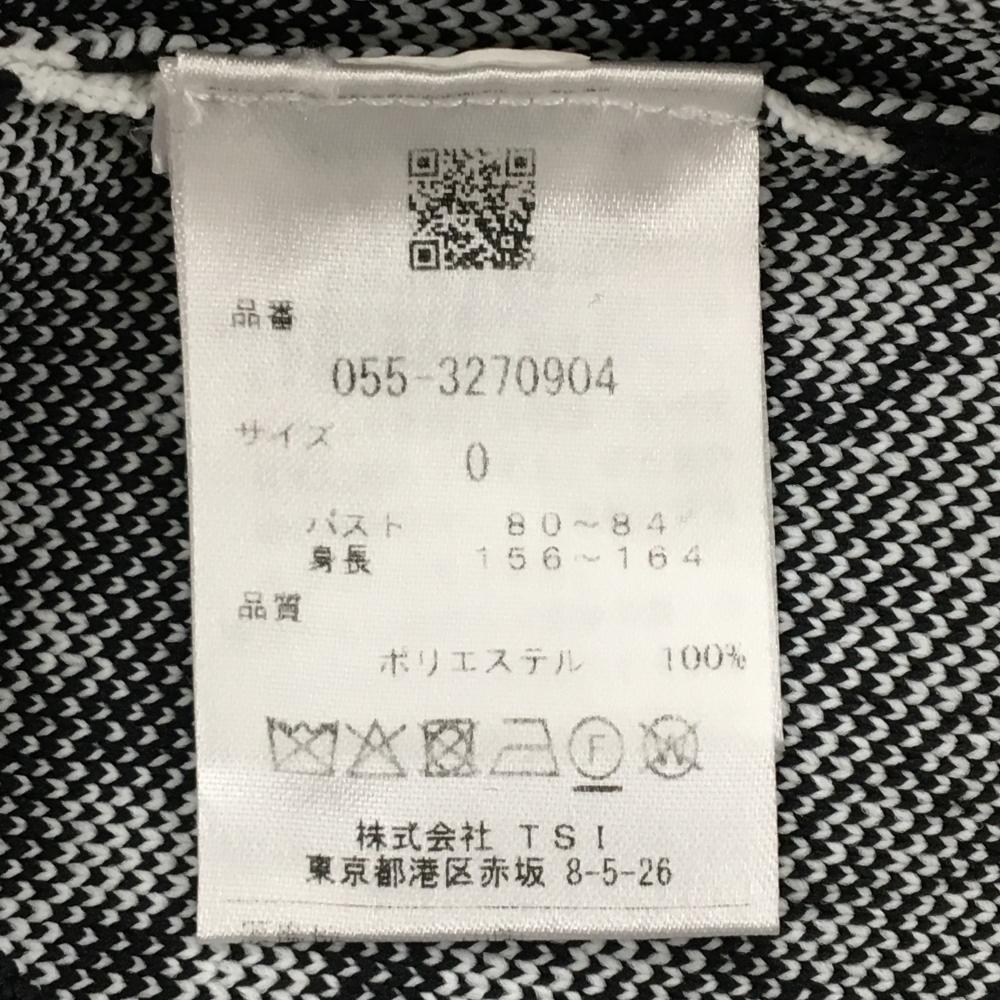 品番
055-3270904
サイズ
0
バスト 80~84
身長 156~164
品質
ポリエステル 100%
F W
株式会社 TSI
東京都港区赤坂 8-5-26